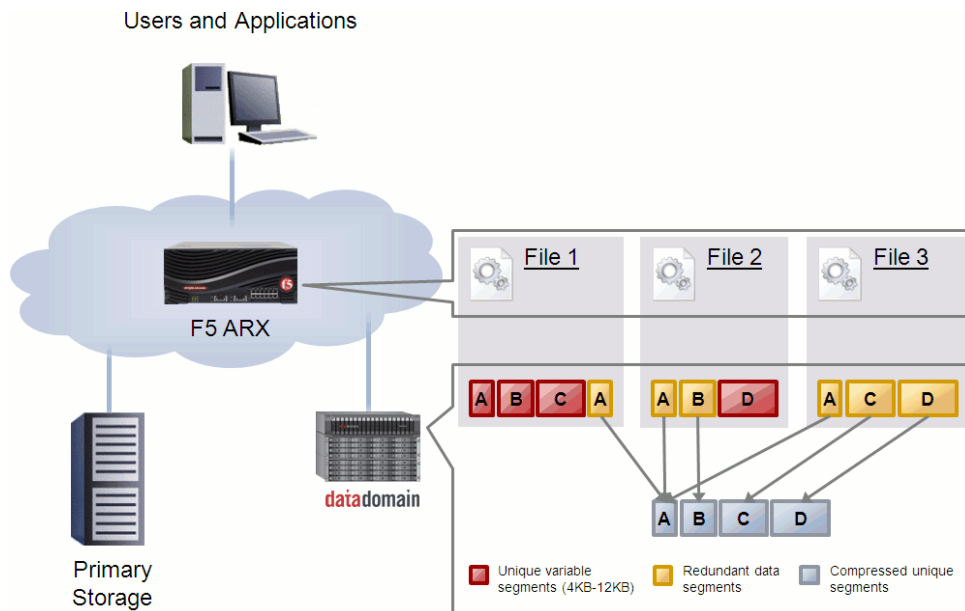 Users and Applications
f5
F5 ARX
File 1
File 2
File 3
A B C A
A B D
A C D
A B C D
datadomain
Primary
Storage
Unique variable
segments (4KB-12KB)
Redundant data
segments
Compressed unique
segments